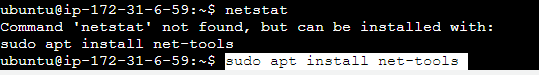 ubuntu@ip-172-31-6-59:~$ netstat
Command 'netstat' not found, but can be installed with:
sudo apt install net-tools
ubuntu@ip-172-31-6-59:~$ sudo apt install net-tools